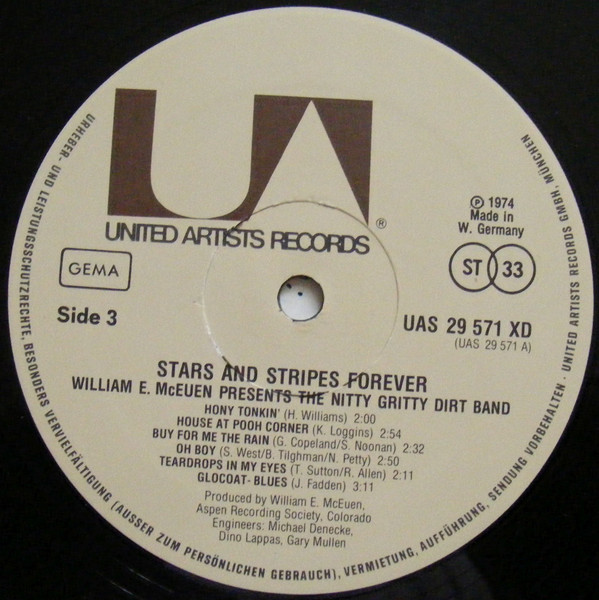 UA
UNITED ARTISTS RECORDS®
GEMA
Side 3
℗ 1974
Made in
W. Germany
ST 33
UAS 29 571 XD
(UAS 29 571 A)
STARS AND STRIPES FOREVER
WILLIAM E. McEUEN PRESENTS THE NITTY GRITTY DIRT BAND
HONY TONKIN' (H. Williams) 2:00
HOUSE AT POOH CORNER (K. Loggins) 2:54
BUY FOR ME THE RAIN (G. Copeland/S. Noonan) 2:32
OH BOY (S. West/B. Tilghman/N. Petty) 2:50
TEARDROPS IN MY EYES (T. Sutton/R. Allen) 2:11
GLOCOAT- BLUES (J. Fadden) 3:11
Produced by William E. McEuen,
Aspen Recording Society, Colorado
Engineers: Michael Denecke,
Dino Lappas, Gary Mullen
URHEBER- UND LEISTUNGSSCHUTZRECHTE, BESONDERS VERVIELFÄLTIGUNG (AUSSER ZUM PERSÖNLICHEN GEBRAUCH), VERMIETUNG, AUFFÜHRUNG, SENDUNG VORBEHALTEN · UNITED ARTISTS RECORDS GMBH, MÜNCHEN